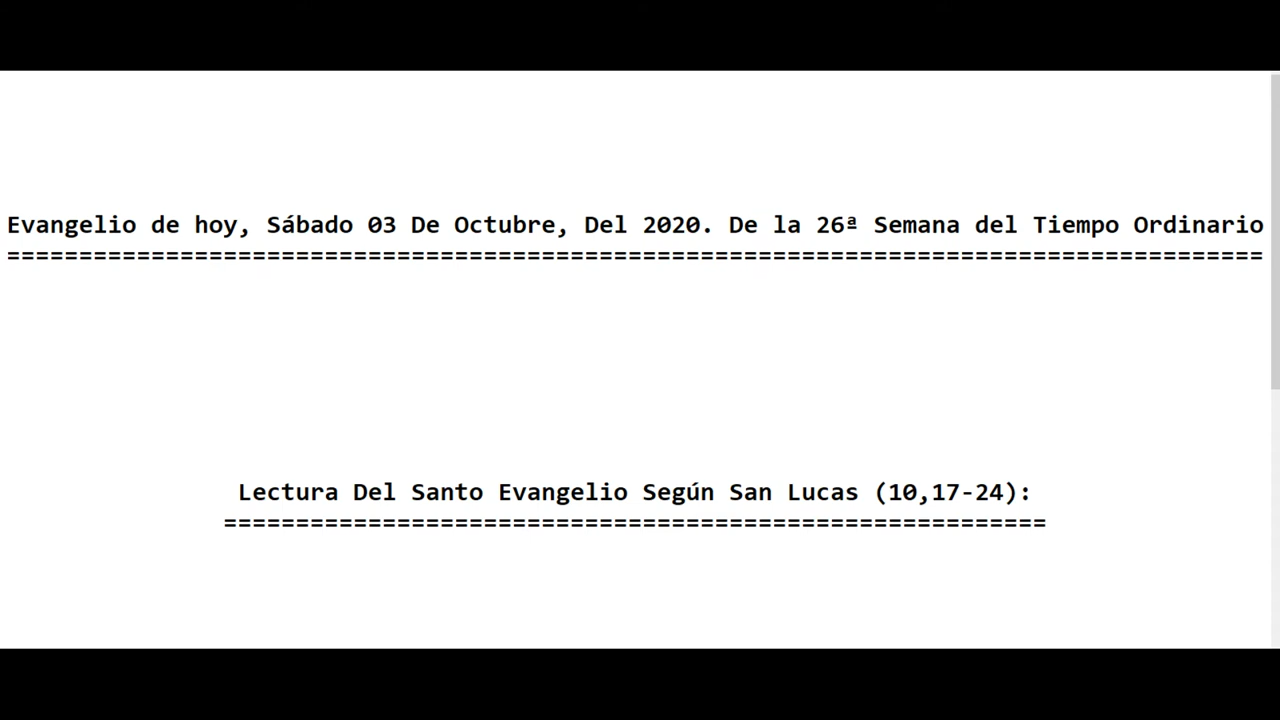 Evangelio de hoy, Sábado 03 De Octubre, Del 2020. De la 26ª Semana del Tiempo Ordinario
=======================================================================================
Lectura Del Santo Evangelio Según San Lucas (10,17-24):
=========================================================